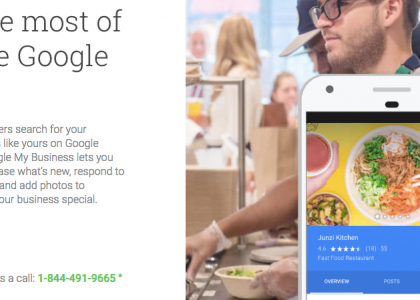 e most of
e Google
ers search for your
s like yours on Google
gle My Business lets you
ase what's new, respond to
and add photos to
our business special.
s a call: 1-844-491-9665 *
Junzi Kitchen
4.6 ★★★★★ (18) · $$
Fast Food Restaurant
OVERVIEW
POSTS